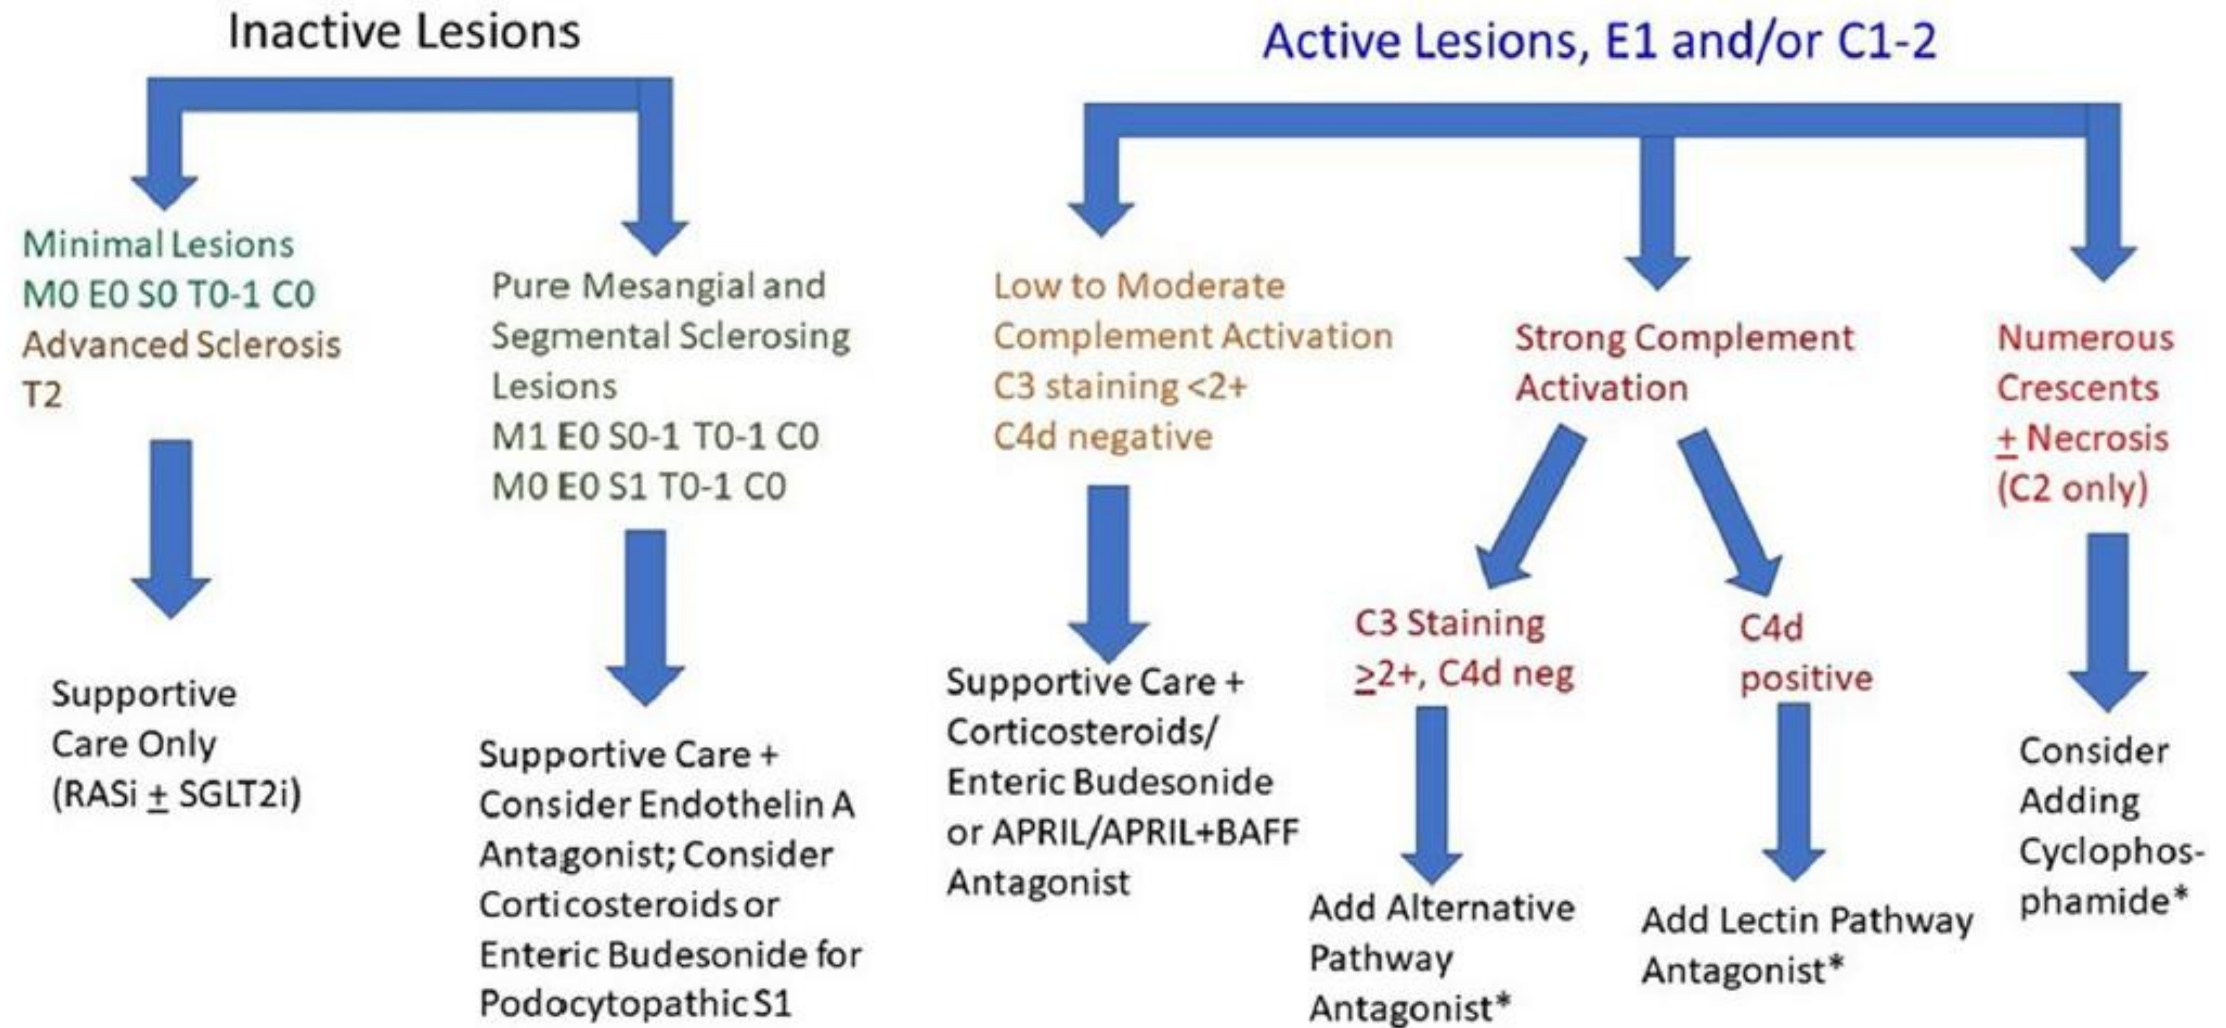 Inactive Lesions
Minimal Lesions
M0 E0 S0 T0-1 C0
Advanced Sclerosis
T2
Supportive
Care Only
(RASi ± SGLT2i)
Pure Mesangial and
Segmental Sclerosing
Lesions
M1 E0 S0-1 T0-1 C0
M0 E0 S1 T0-1 C0
Supportive Care +
Consider Endothelin A
Antagonist; Consider
Corticosteroids or
Enteric Budesonide for
Podocytopathic S1
Active Lesions, E1 and/or C1-2
Low to Moderate
Complement Activation
C3 staining <2+
C4d negative
Supportive Care +
Corticosteroids/
Enteric Budesonide
or APRIL/APRIL+BAFF
Antagonist
Strong Complement
Activation
C3 Staining
≥2+, C4d neg
Add Alternative
Pathway
Antagonist*
C4d
positive
Add Lectin Pathway
Antagonist*
Numerous
Crescents
± Necrosis
(C2 only)
Consider
Adding
Cyclophos-
phamide*